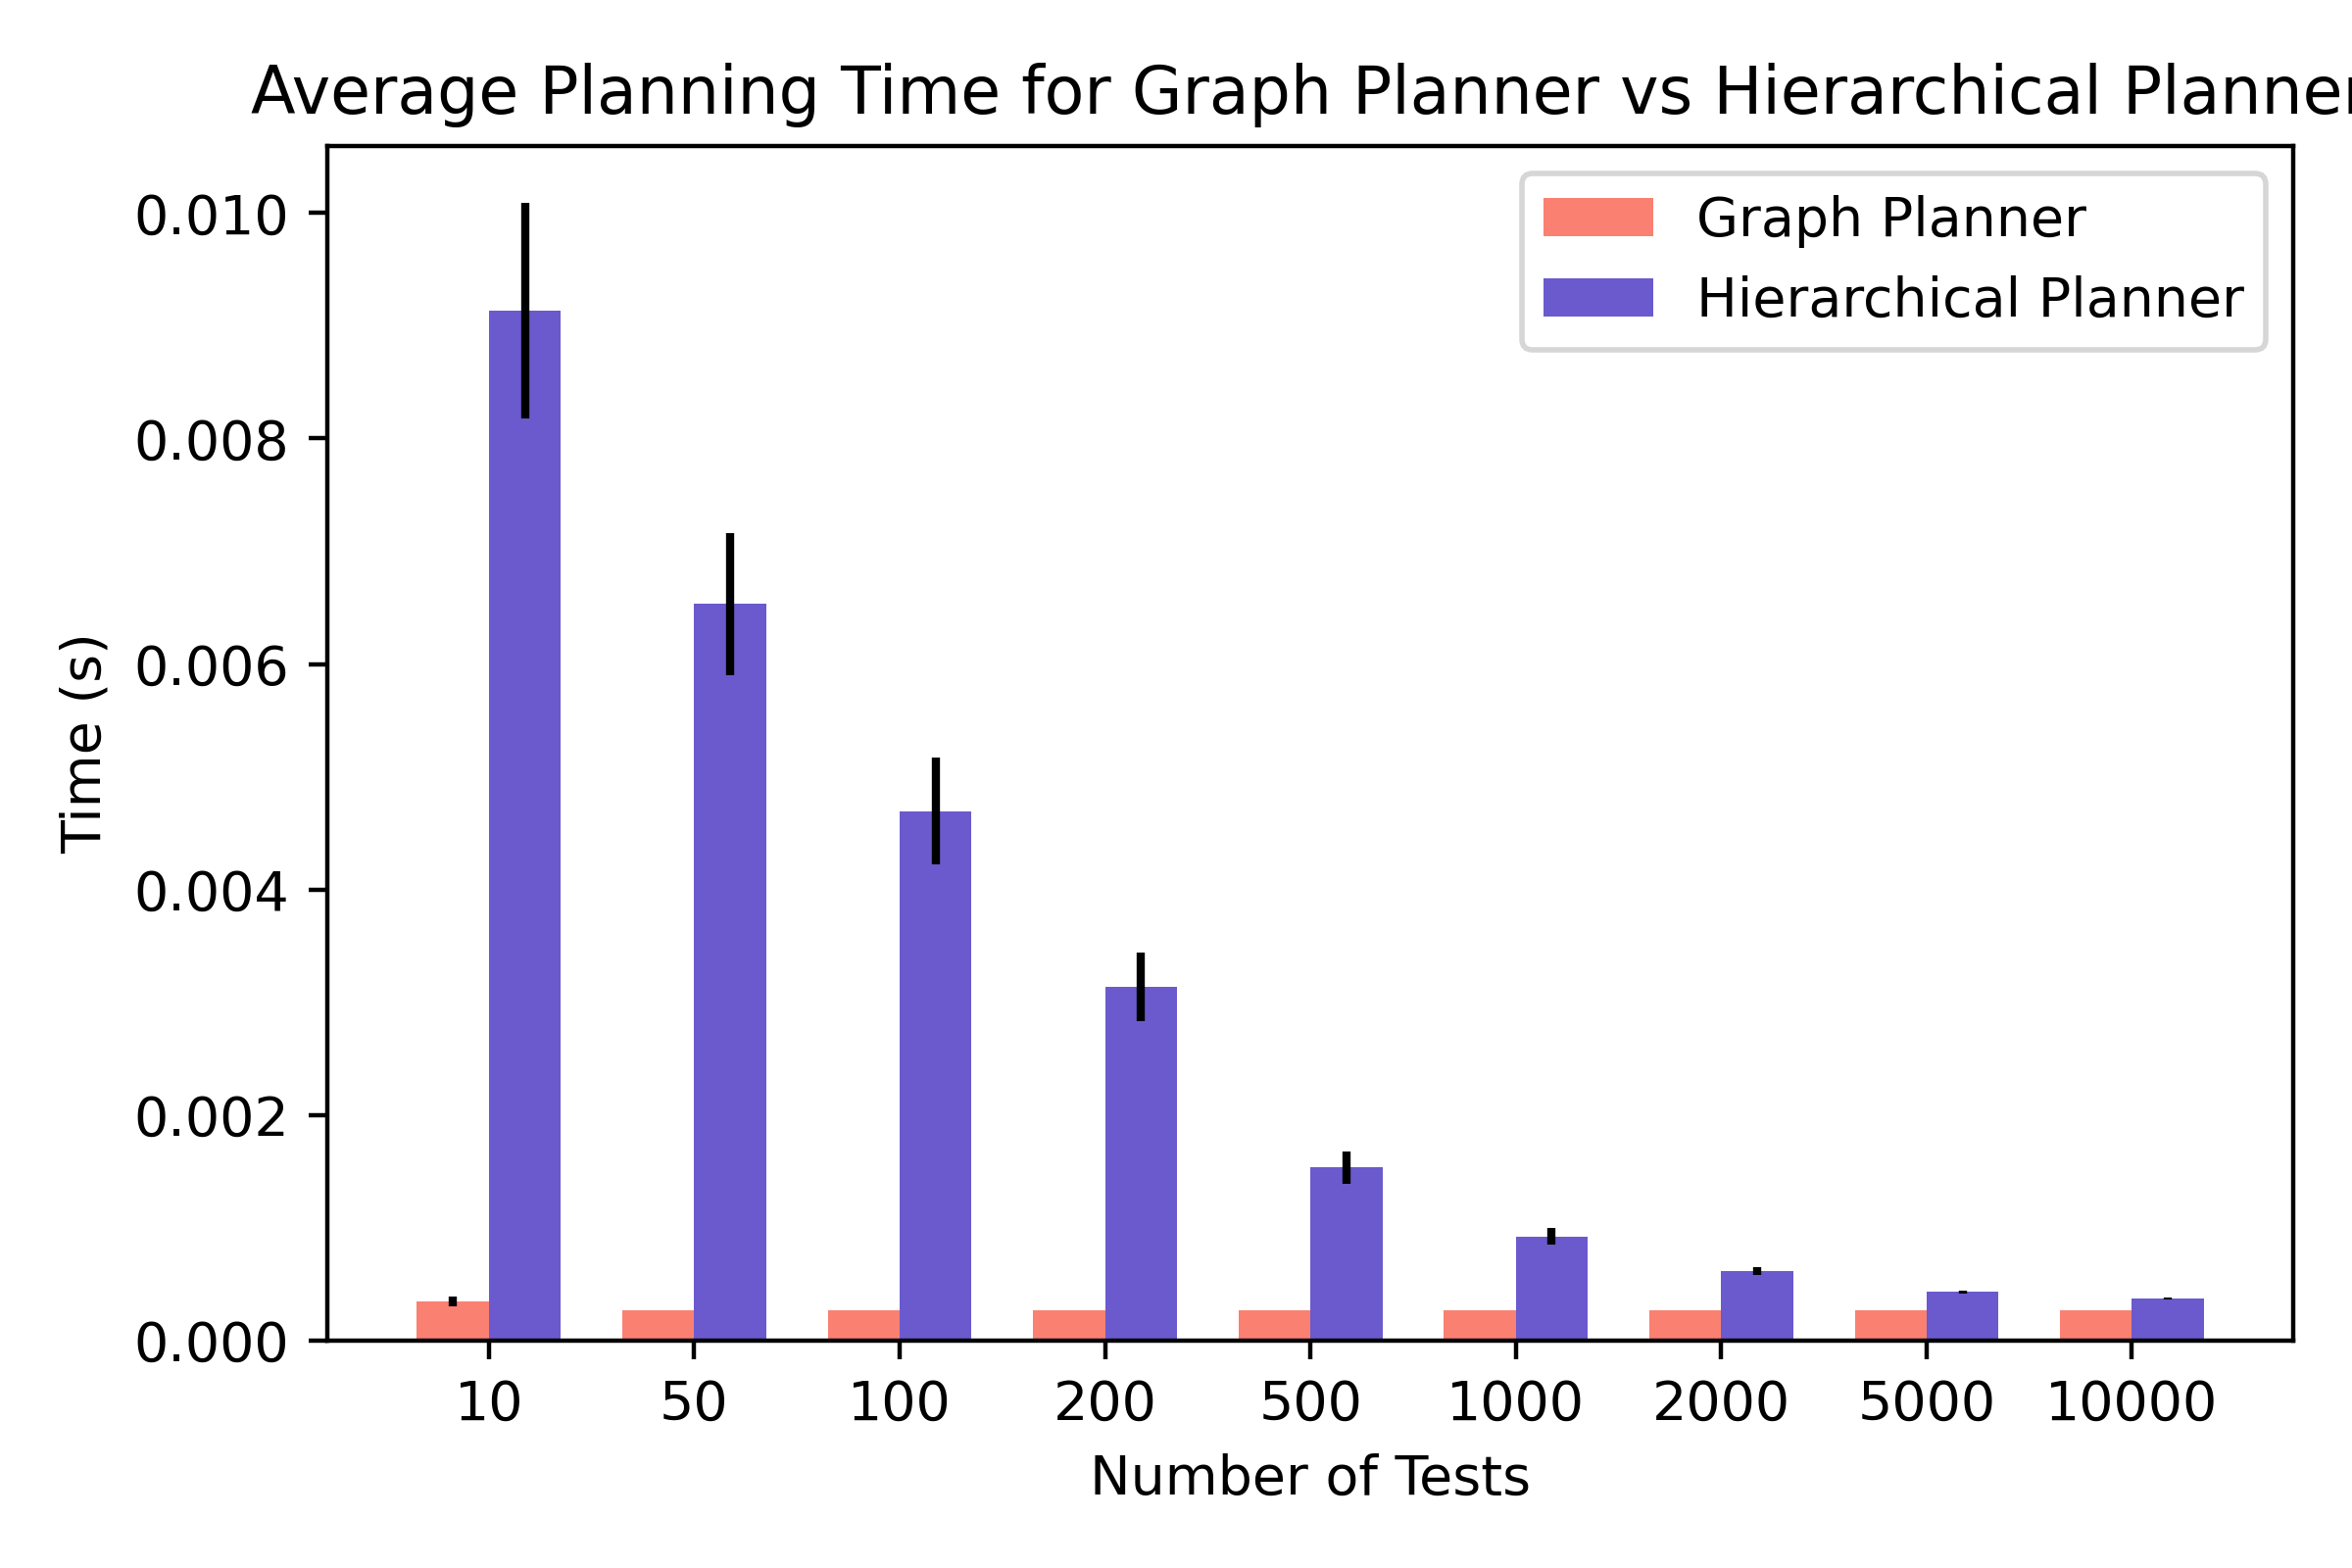 Average Planning Time for Graph Planner vs Hierarchical Planner
Graph Planner
Hierarchical Planner
0.010
0.008
0.006
0.004
0.002
0.000
Time (s)
10 50 100 200 500 1000 2000 5000 10000
Number of Tests